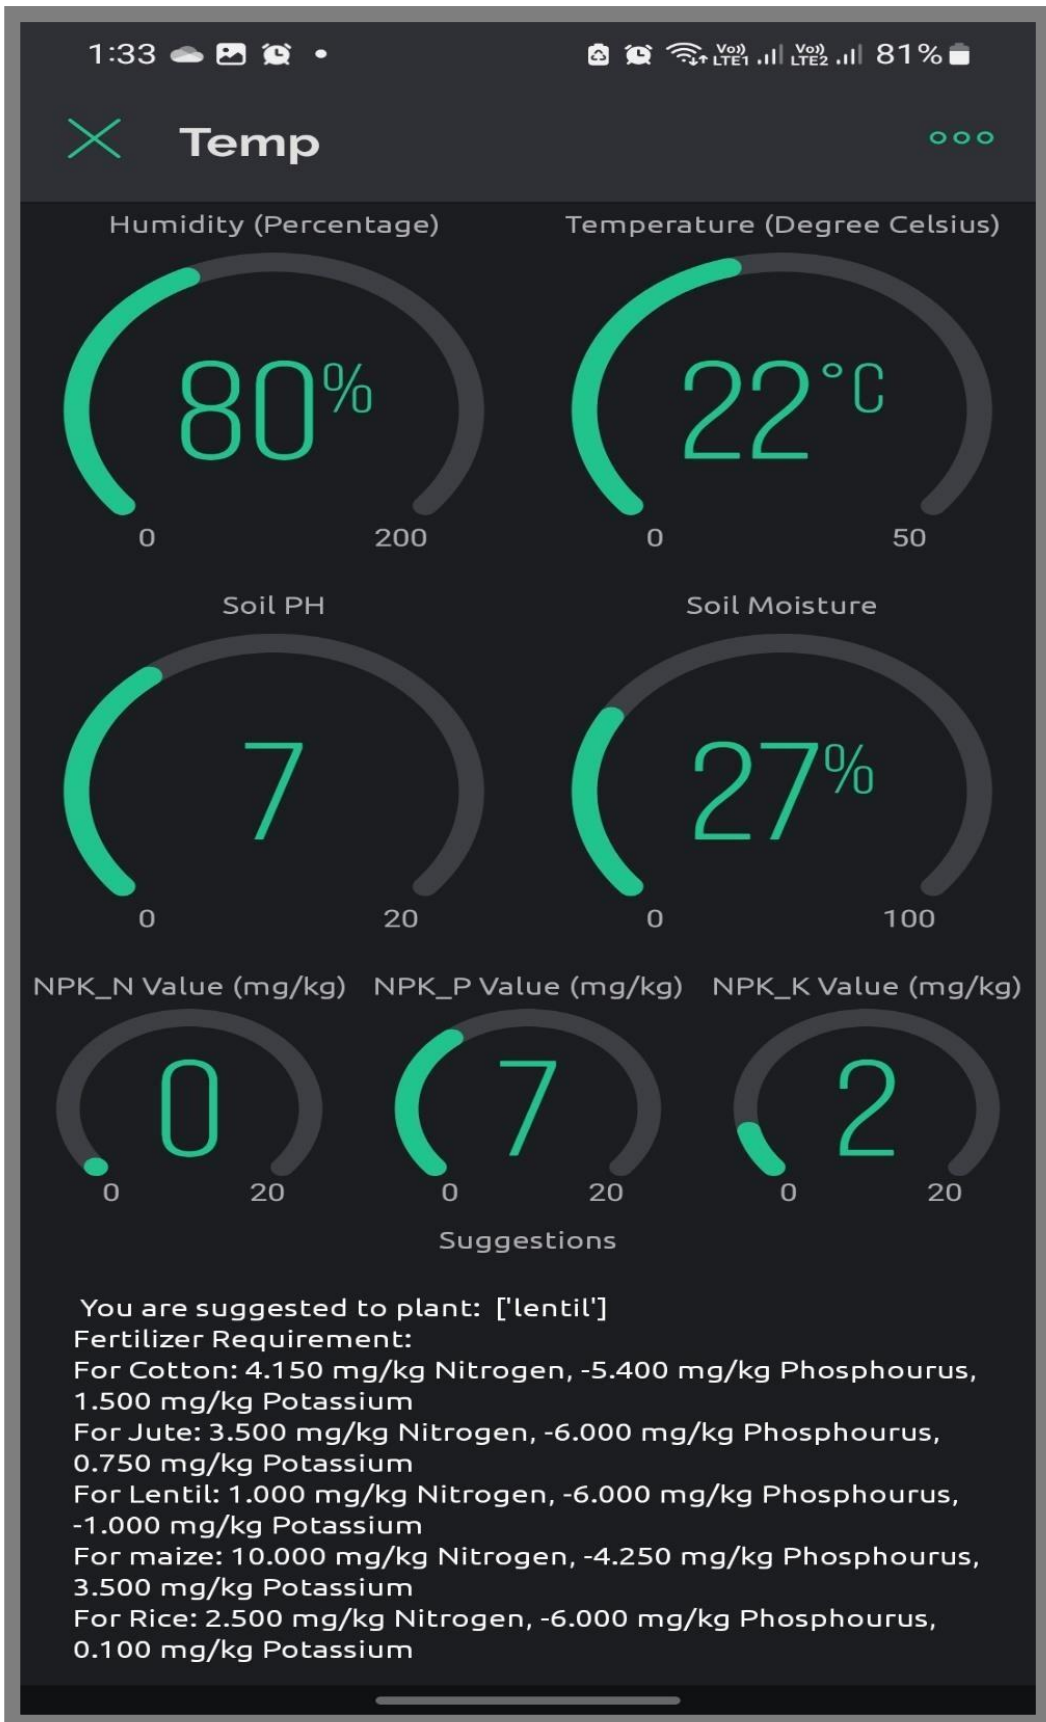 1:33 81%
Temp
Humidity (Percentage) Temperature (Degree Celsius)
80% 22°C
0 200 0 50
Soil PH Soil Moisture
7 27%
0 20 0 100
NPK_N Value (mg/kg) NPK_P Value (mg/kg) NPK_K Value (mg/kg)
0 7 2
0 20 0 20 0 20
Suggestions
You are suggested to plant: ['lentil']
Fertilizer Requirement:
For Cotton: 4.150 mg/kg Nitrogen, -5.400 mg/kg Phosphourus,
1.500 mg/kg Potassium
For Jute: 3.500 mg/kg Nitrogen, -6.000 mg/kg Phosphourus,
0.750 mg/kg Potassium
For Lentil: 1.000 mg/kg Nitrogen, -6.000 mg/kg Phosphourus,
-1.000 mg/kg Potassium
For maize: 10.000 mg/kg Nitrogen, -4.250 mg/kg Phosphourus,
3.500 mg/kg Potassium
For Rice: 2.500 mg/kg Nitrogen, -6.000 mg/kg Phosphourus,
0.100 mg/kg Potassium